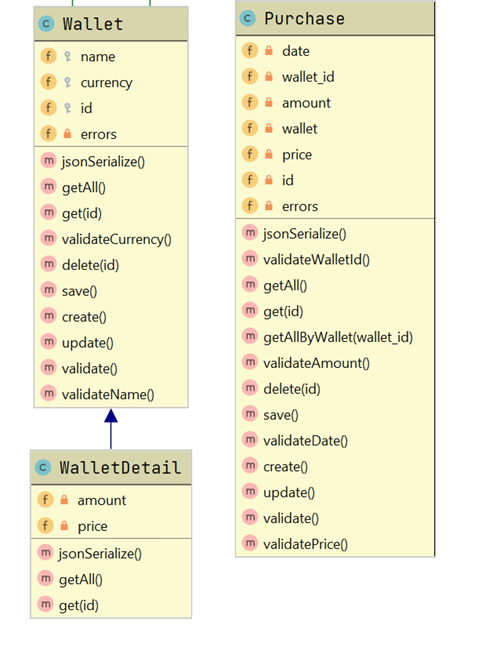 C Wallet
f name
f currency
f id
f errors
m jsonSerialize()
m getAll()
m get(id)
m validateCurrency()
m delete(id)
m save()
m create()
m update()
m validate()
m validateName()
C WalletDetail
f amount
f price
m jsonSerialize()
m getAll()
m get(id)
C Purchase
f date
f wallet_id
f amount
f wallet
f price
f id
f errors
m jsonSerialize()
m validateWalletId()
m getAll()
m get(id)
m getAllByWallet(wallet_id)
m validateAmount()
m delete(id)
m save()
m validateDate()
m create()
m update()
m validate()
m validatePrice()